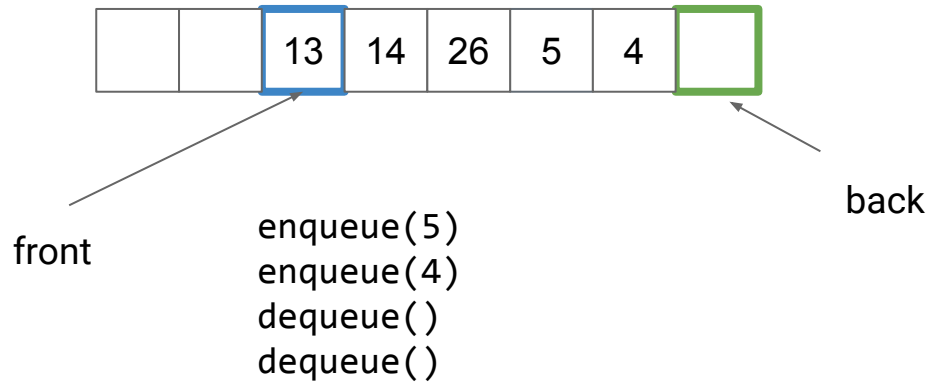 13 14 26 5 4
back
front
enqueue(5)
enqueue(4)
dequeue()
dequeue()